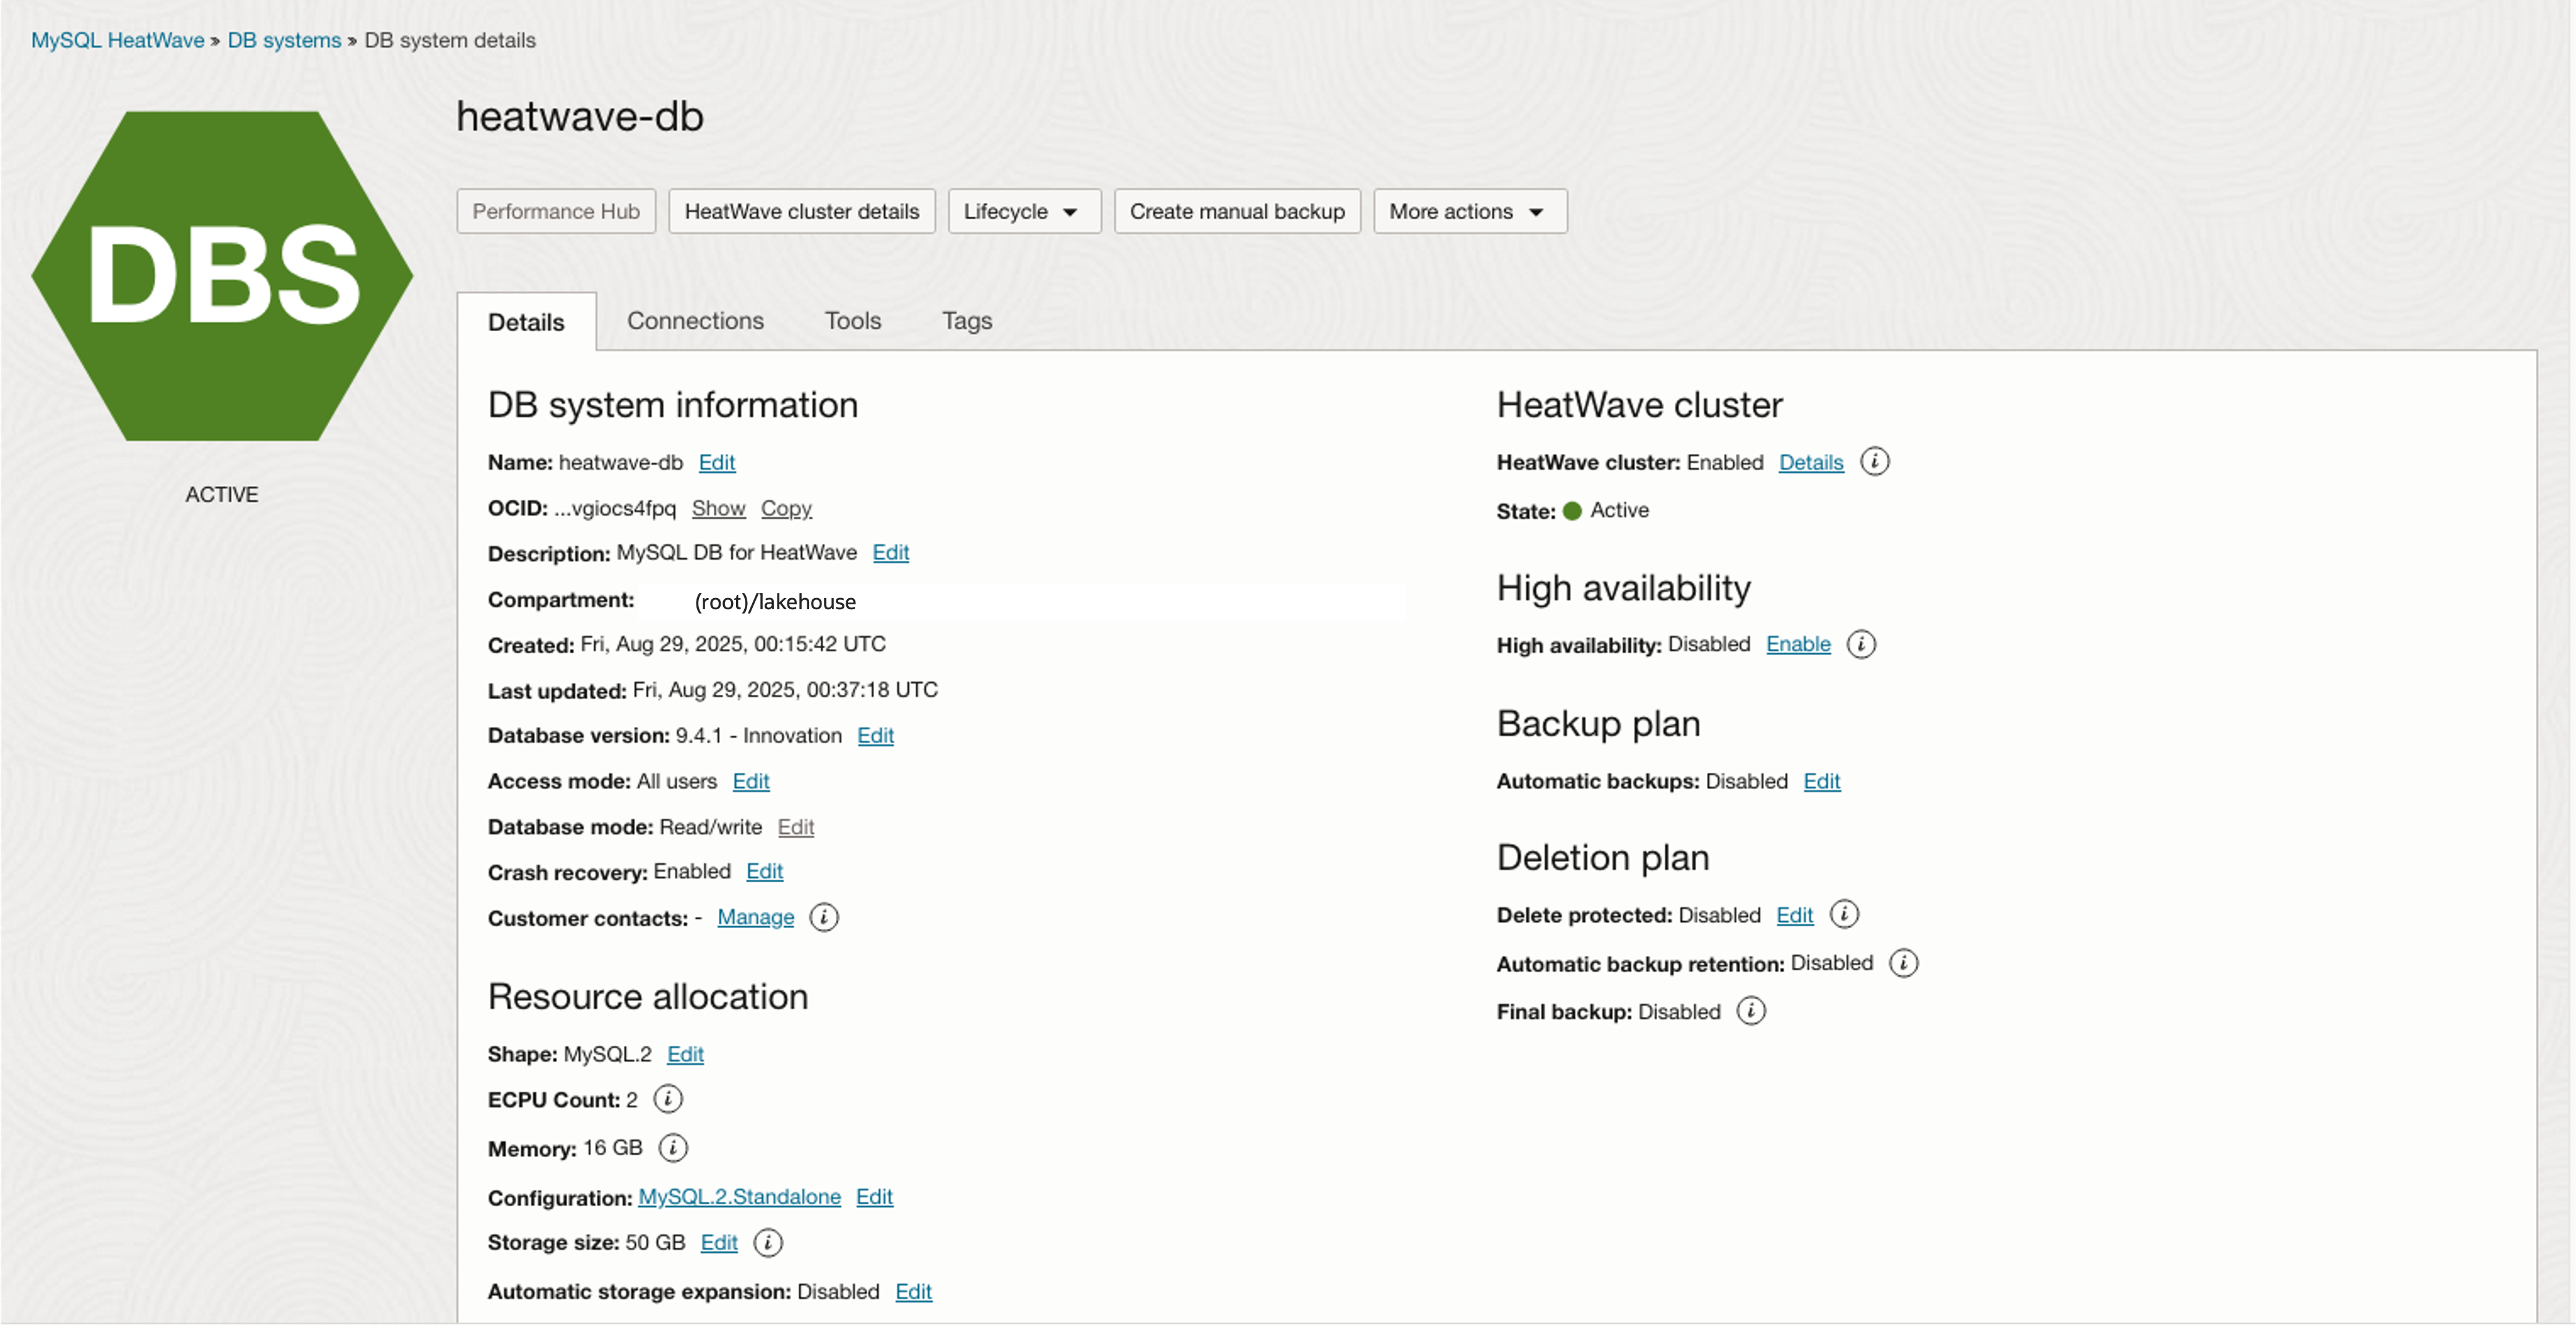 MySQL HeatWave » DB systems » DB system details
DBS
ACTIVE
heatwave-db
Performance Hub
HeatWave cluster details
Lifecycle
Create manual backup
More actions
Details
Connections
Tools
Tags
DB system information
Name: heatwave-db Edit
OCID: ...vgiocs4fpq Show Copy
Description: MySQL DB for HeatWave Edit
Compartment: (root)/lakehouse
Created: Fri, Aug 29, 2025, 00:15:42 UTC
Last updated: Fri, Aug 29, 2025, 00:37:18 UTC
Database version: 9.4.1 - Innovation Edit
Access mode: All users Edit
Database mode: Read/write Edit
Crash recovery: Enabled Edit
Customer contacts: - Manage i
Resource allocation
Shape: MySQL.2 Edit
ECPU Count: 2 i
Memory: 16 GB i
Configuration: MySQL.2.Standalone Edit
Storage size: 50 GB Edit i
Automatic storage expansion: Disabled Edit
HeatWave cluster
HeatWave cluster: Enabled Details i
State: Active
High availability
High availability: Disabled Enable i
Backup plan
Automatic backups: Disabled Edit
Deletion plan
Delete protected: Disabled Edit i
Automatic backup retention: Disabled i
Final backup: Disabled i